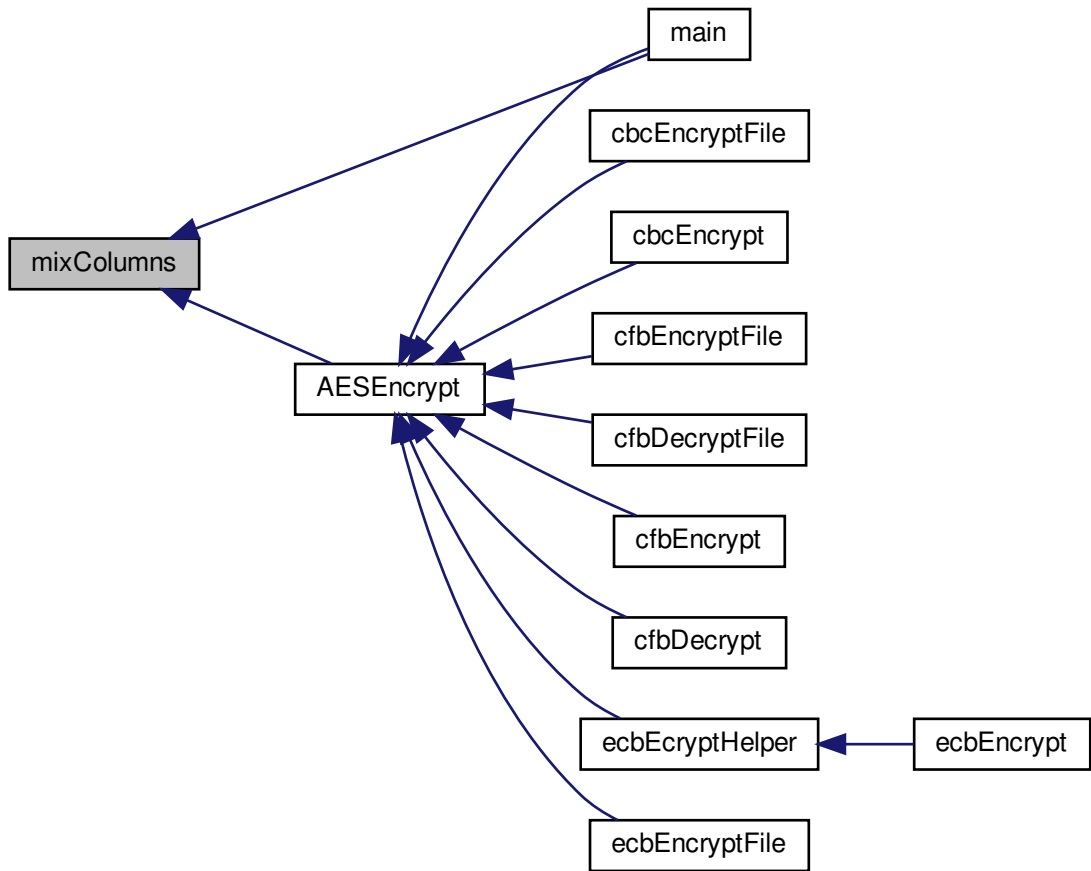 main
cbcEncryptFile
cbcEncrypt
mixColumns
cfbEncryptFile
AESEncrypt
cfbDecryptFile
cfbEncrypt
cfbDecrypt
ecbEcryptHelper
ecbEncrypt
ecbEncryptFile